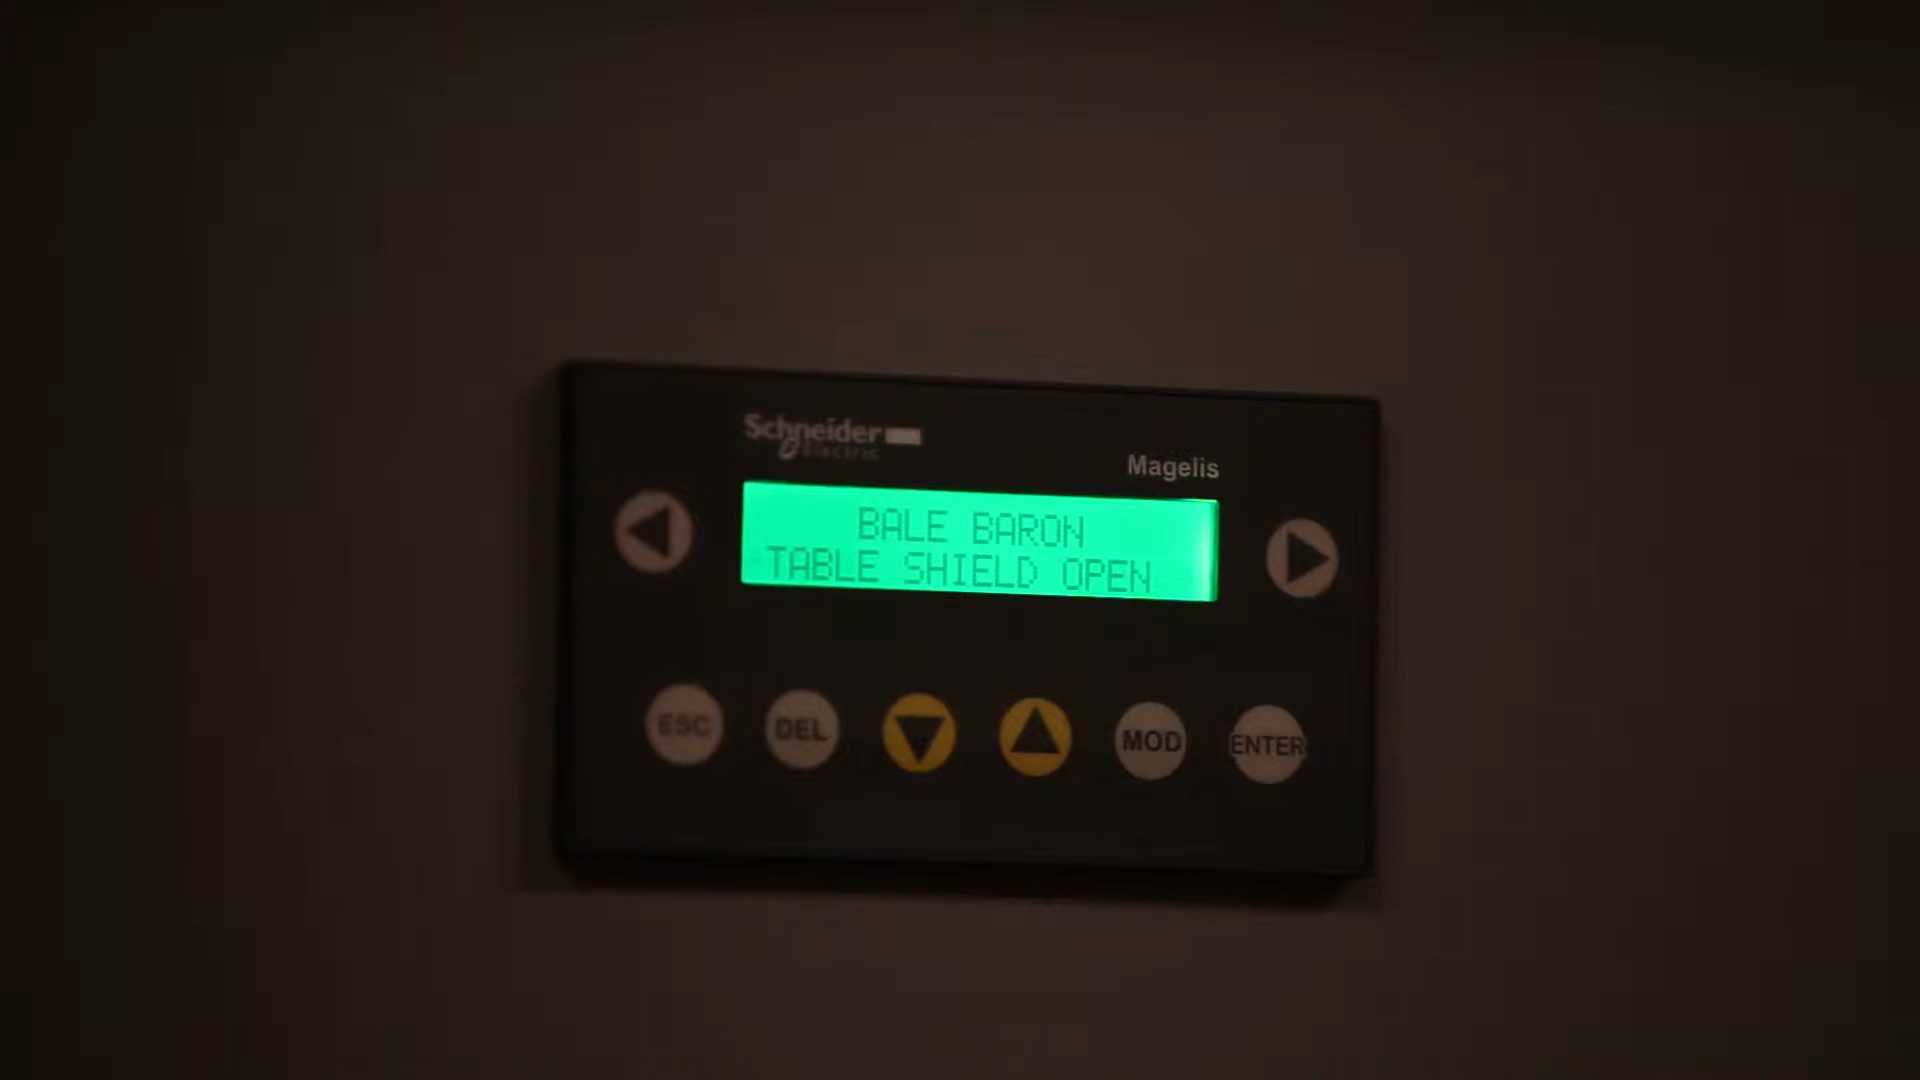 Schneider
Electric
Magelis
BALE BARON
TABLE SHIELD OPEN
ESC
DEL
MOD
ENTER